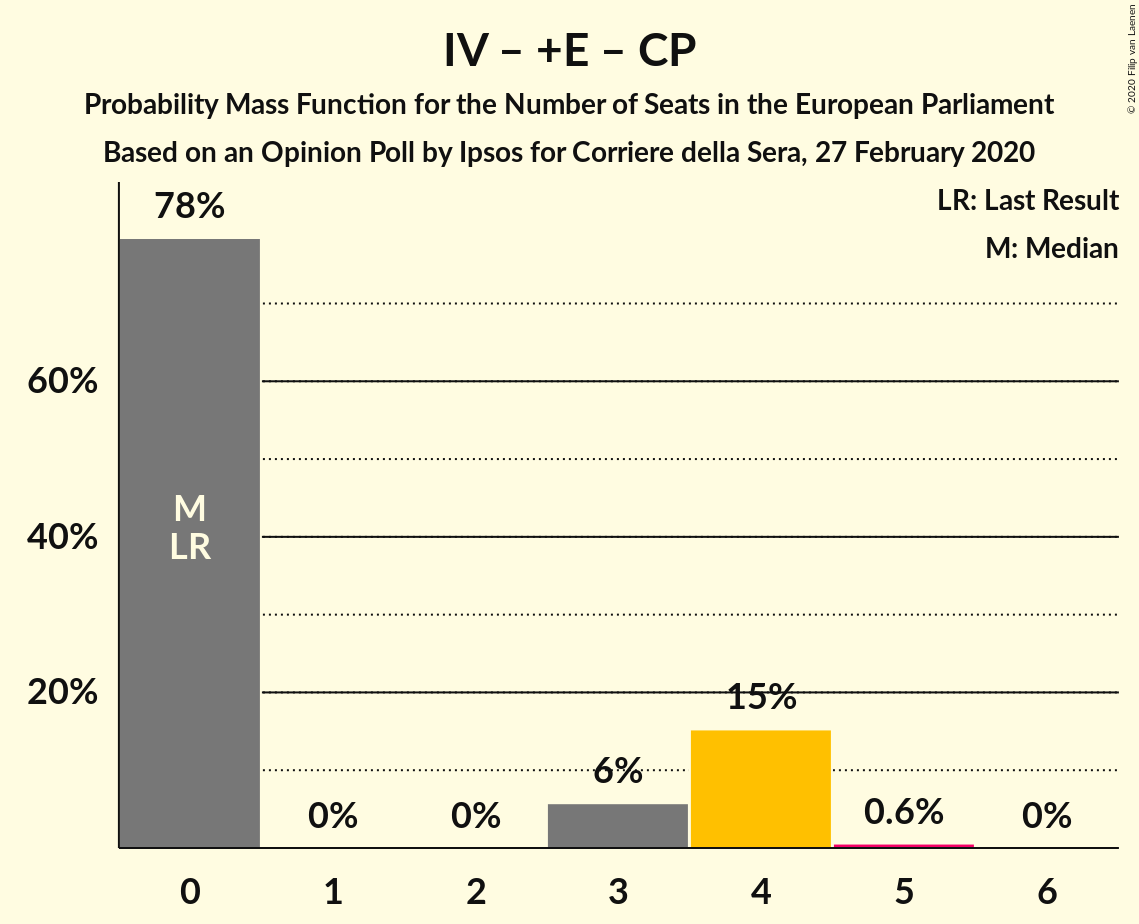 IV – +E – CP
Probability Mass Function for the Number of Seats in the European Parliament
Based on an Opinion Poll by Ipsos for Corriere della Sera, 27 February 2020
© 2020 Filip van Laenen
LR: Last Result
M: Median
78%
60%
40%
20%
M
LR
0%
0%
6%
15%
0.6%
0%
0
1
2
3
4
5
6